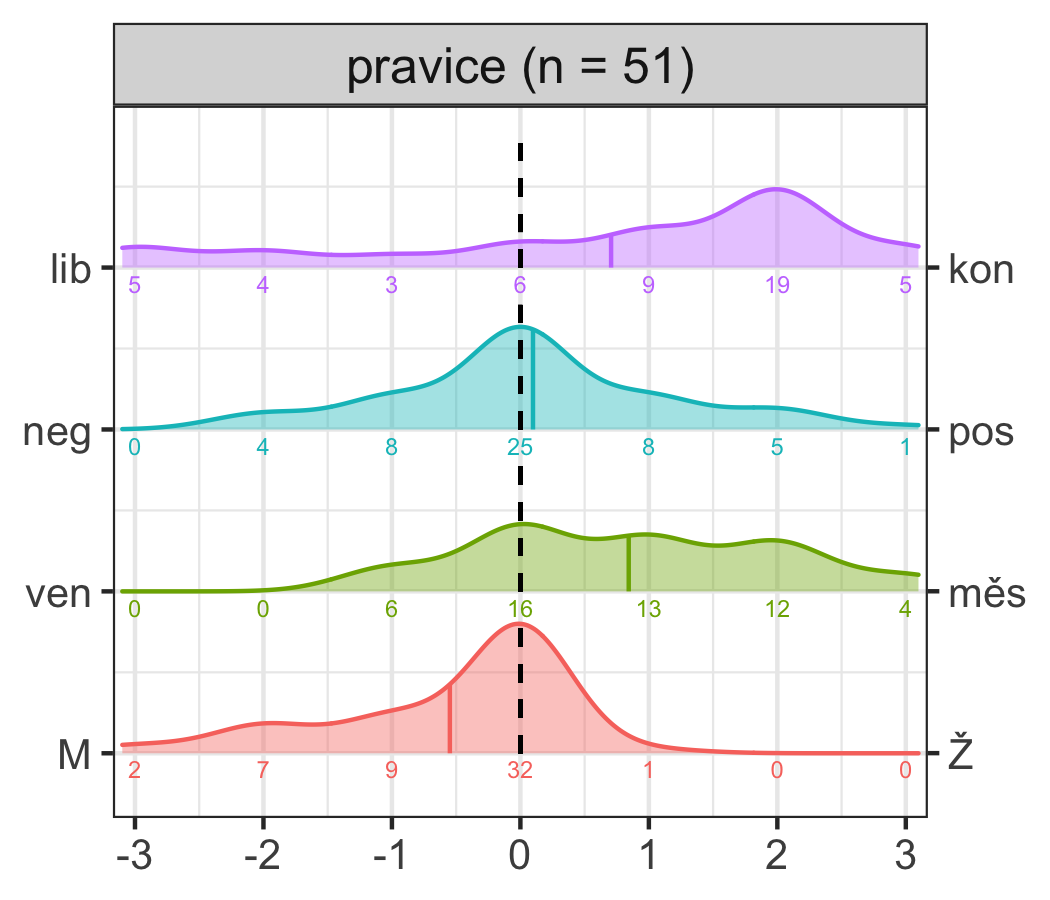 pravice (n = 51)
lib kon
5 4 3 6 9 19 5
neg pos
0 4 8 25 8 5 1
ven měs
0 0 6 16 13 12 4
M Ž
2 7 9 32 1 0 0
-3 -2 -1 0 1 2 3